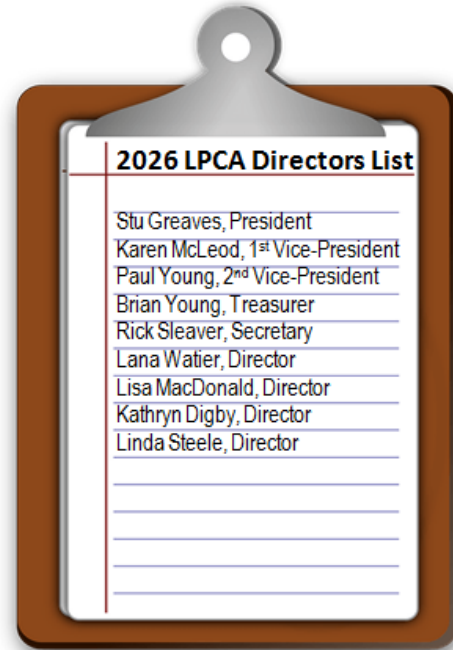 2026 LPCA Directors List
Stu Greaves, President
Karen McLeod, 1st Vice-President
Paul Young, 2nd Vice-President
Brian Young, Treasurer
Rick Sleaver, Secretary
Lana Watier, Director
Lisa MacDonald, Director
Kathryn Digby, Director
Linda Steele, Director